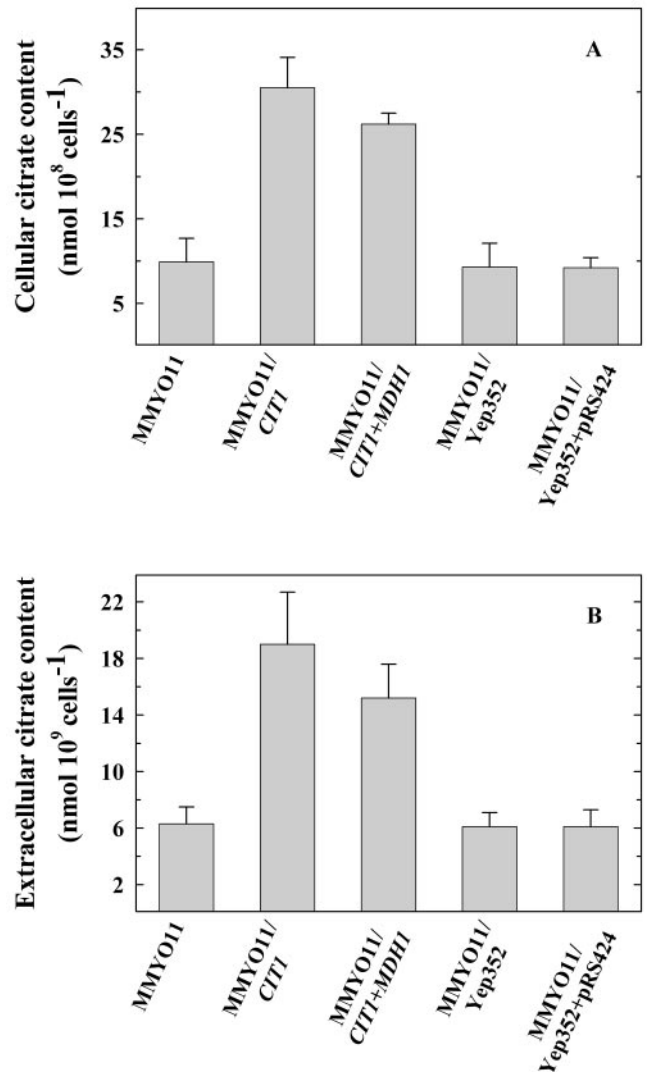 A
Cellular citrate content
(nmol 10⁸ cells⁻¹)
35
25
15
5
MMYO11
MMYO11/
CIT1
MMYO11/
CIT1+MDH1
MMYO11/
Yep352
MMYO11/
Yep352+pRS424
B
Extracellular citrate content
(nmol 10⁹ cells⁻¹)
22
18
14
10
6
2
MMYO11
MMYO11/
CIT1
MMYO11/
CIT1+MDH1
MMYO11/
Yep352
MMYO11/
Yep352+pRS424